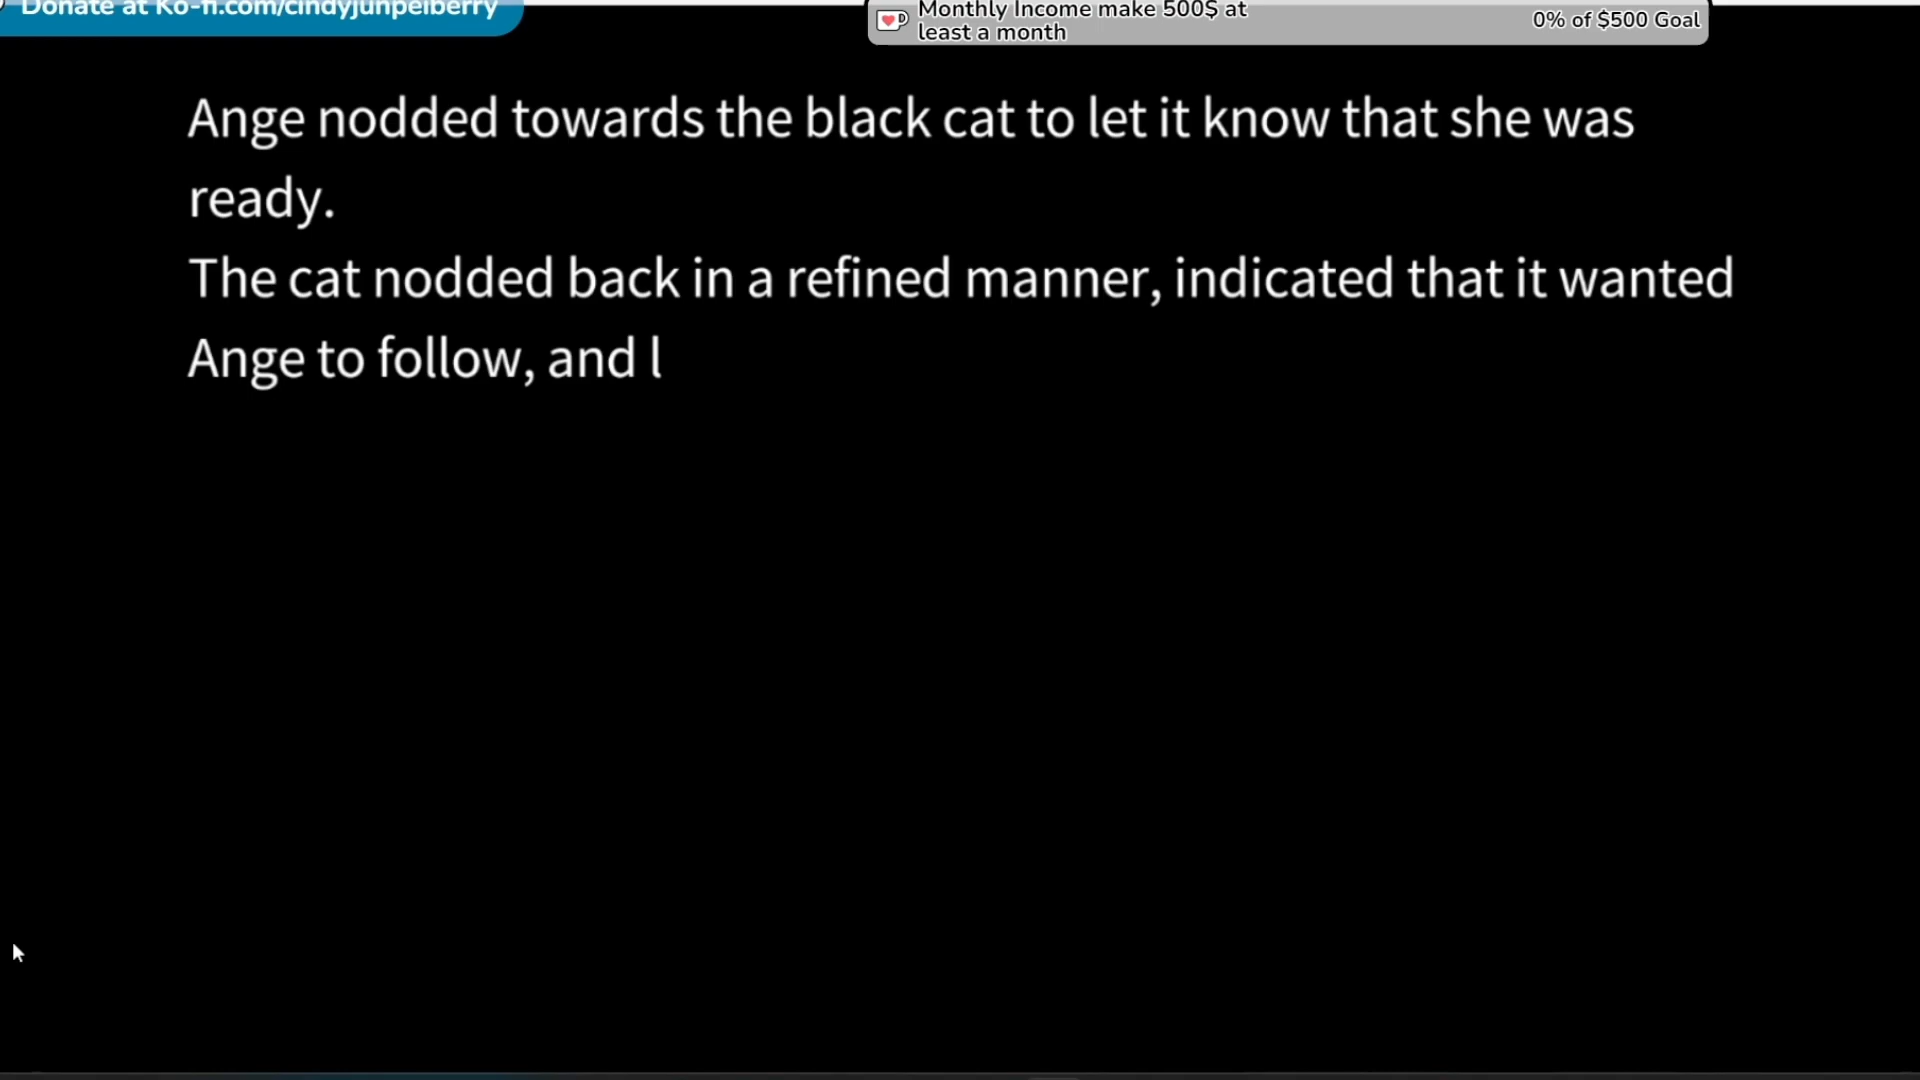 Donate at Ko-fi.com/cindyjunpeiberry
Monthly Income make 500$ at
least a month
0% of $500 Goal
Ange nodded towards the black cat to let it know that she was
ready.
The cat nodded back in a refined manner, indicated that it wanted
Ange to follow, and l